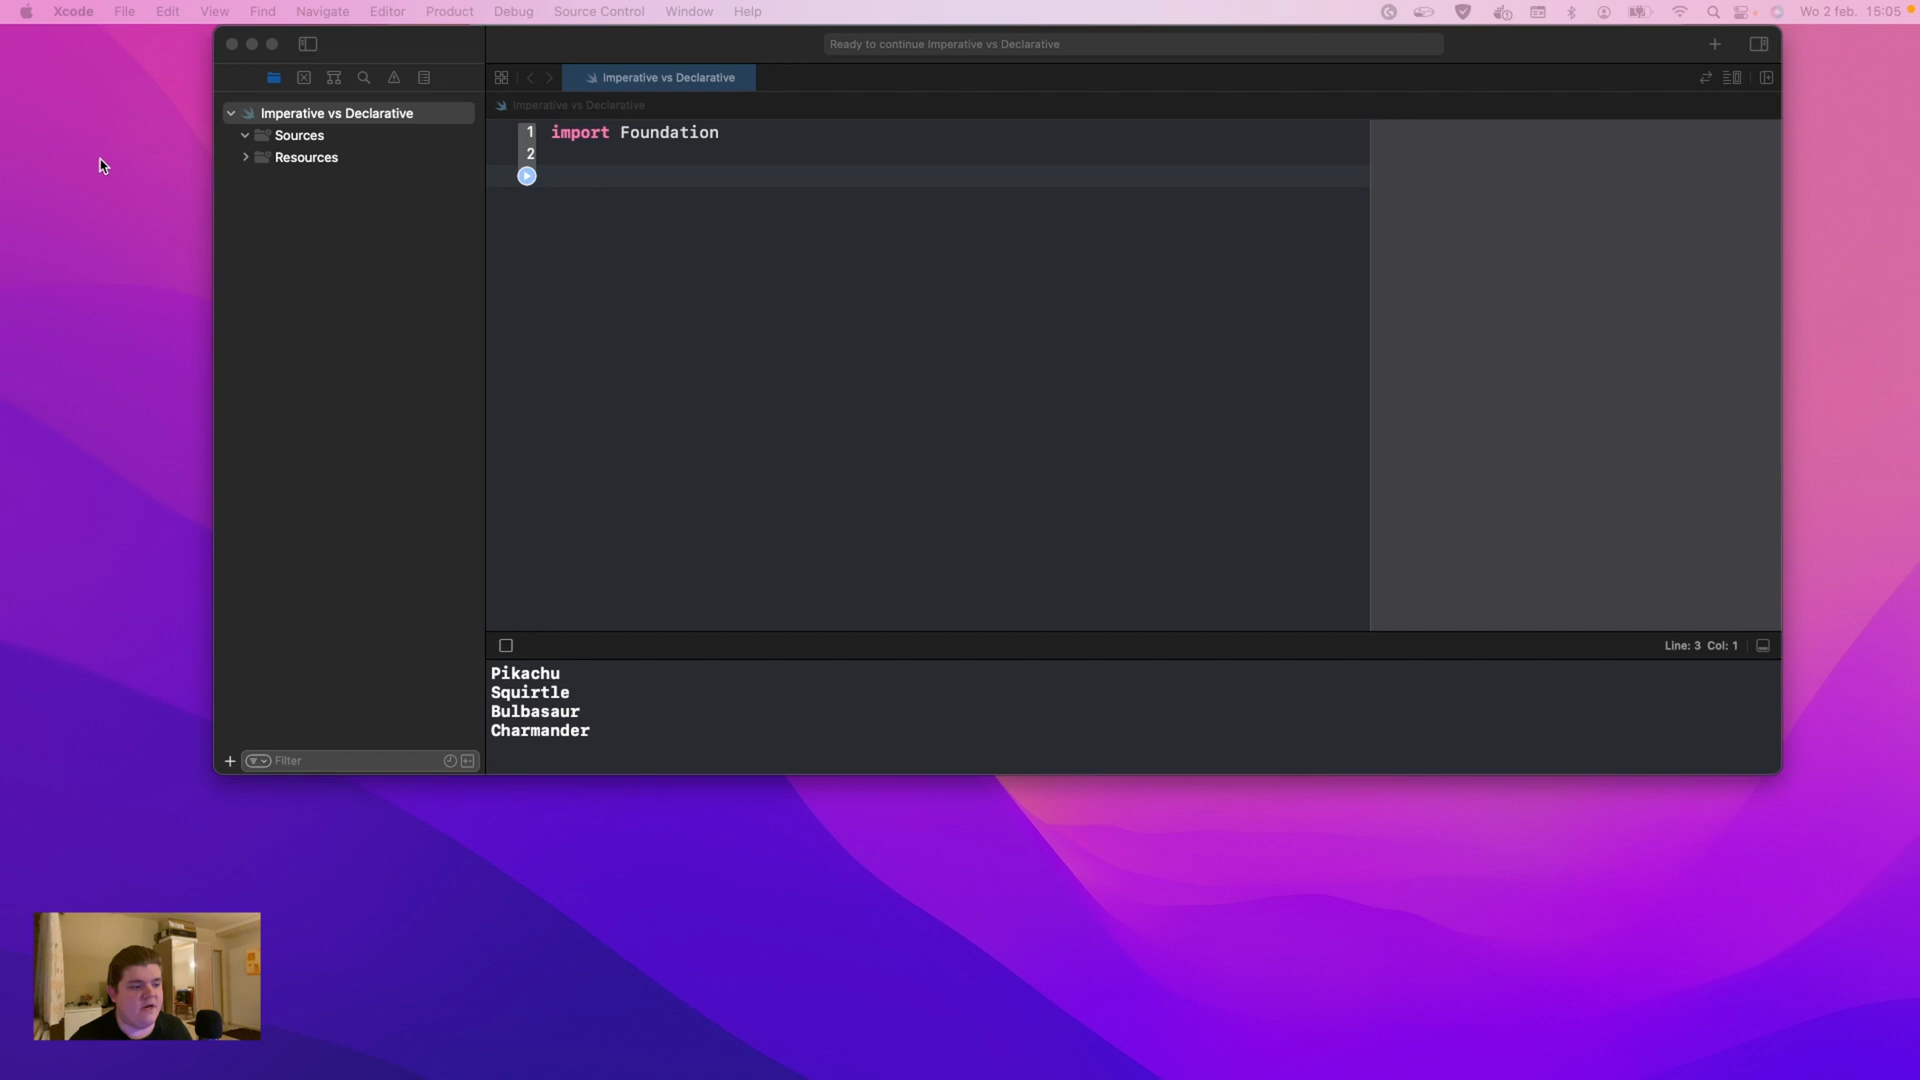 Xcode File Edit View Find Navigate Editor Product Debug Source Control Window Help Wo 2 feb. 15:05
Ready to continue Imperative vs Declarative
Imperative vs Declarative
Imperative vs Declarative
Imperative vs Declarative
Sources
Resources
1 import Foundation
2
Line: 3 Col: 1
Pikachu
Squirtle
Bulbasaur
Charmander
Filter